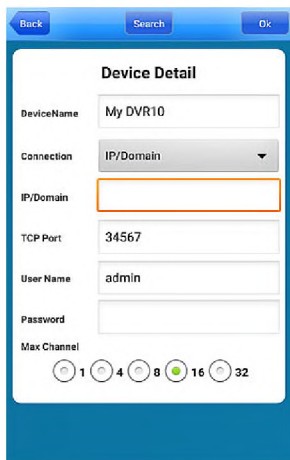 Back Search Ok
Device Detail
DeviceName My DVR10
Connection IP/Domain
IP/Domain
TCP Port 34567
User Name admin
Password
Max Channel
1 4 8 16 32